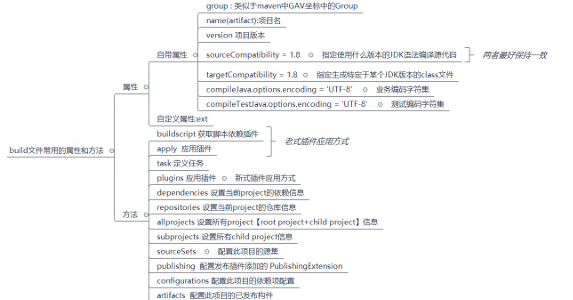 group : 类似于maven中GAV坐标中的Group
name(artifact):项目名
version 项目版本
自带属性
sourceCompatibility = 1.8 指定使用什么版本的JDK语法编译源代码
两者最好保持一致
targetCompatibility = 1.8 指定生成特定于某个JDK版本的class文件
属性
compileJava.options.encoding = 'UTF-8' 业务编码字符集
compileTestJava.options.encoding = 'UTF-8' 测试编码字符集
自定义属性:ext
buildscript 获取脚本依赖插件
老式插件应用方式
apply 应用插件
build文件常用的属性和方法
task 定义任务
plugins 应用插件 新式插件应用方式
dependencies 设置当前project的依赖信息
repositories 设置当前project的仓库信息
方法
allprojects 设置所有project【root project+child project】信息
subprojects 设置所有child project信息
sourceSets 配置此项目的源集
publishing 配置发布插件添加的 PublishingExtension
configurations 配置此项目的依赖项配置
artifacts 配置此项目的已发布构件